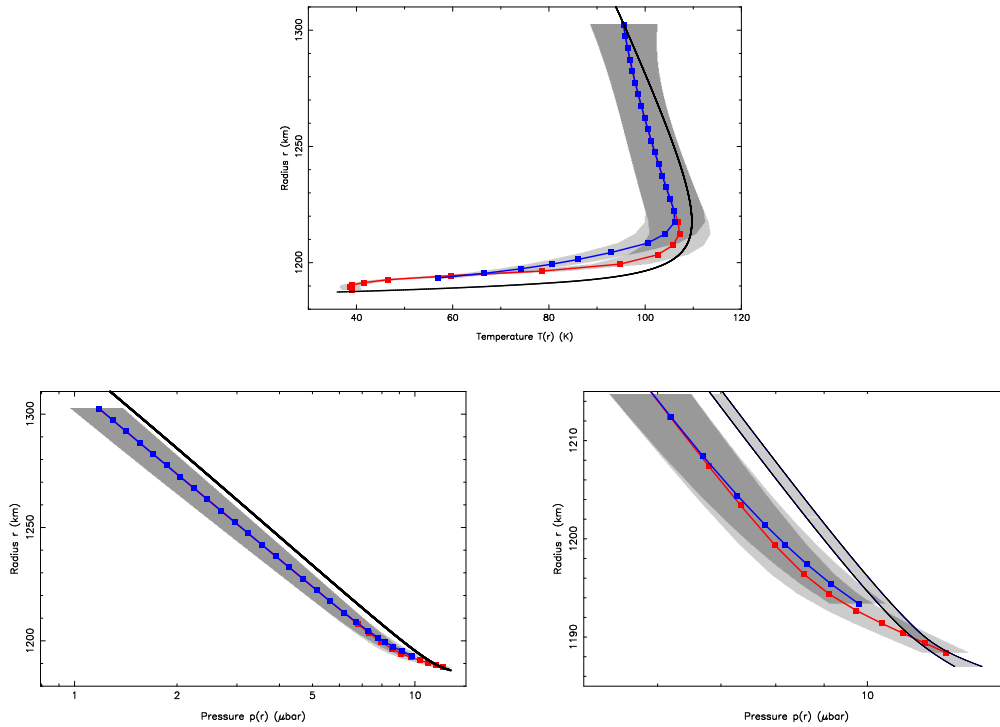 1300
1250
1200
Radius r (km)
40 60 80 100 120
Temperature T(r) (K)
1300
1250
1200
Radius r (km)
1 2 5 10
Pressure p(r) (μbar)
1210
1200
1190
Radius r (km)
10
Pressure p(r) (μbar)